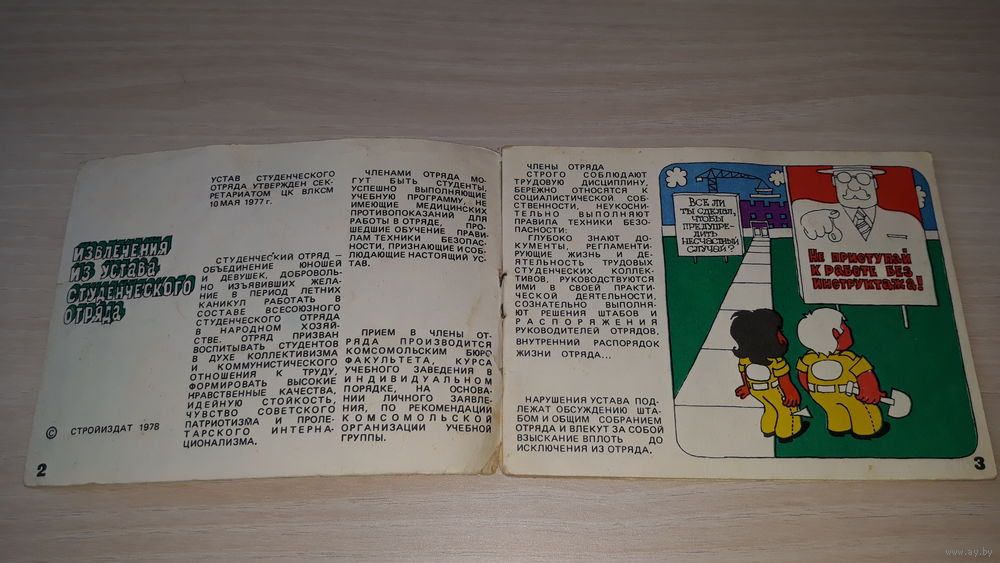 ИЗВЛЕЧЕНИЯ
ИЗ УСТАВА
СТУДЕНЧЕСКОГО
ОТРЯДА
© СТРОЙИЗДАТ 1978
2
УСТАВ СТУДЕНЧЕСКОГО
ОТРЯДА УТВЕРЖДЕН СЕК-
РЕТАРИАТОМ ЦК ВЛКСМ
10 МАЯ 1977 г.
СТУДЕНЧЕСКИЙ ОТРЯД –
ОБЪЕДИНЕНИЕ ЮНОШЕЙ
И ДЕВУШЕК, ДОБРОВОЛЬ-
НО ИЗЪЯВИВШИХ ЖЕЛА-
НИЕ В ПЕРИОД ЛЕТНИХ
КАНИКУЛ РАБОТАТЬ В
СОСТАВЕ ВСЕСОЮЗНОГО
СТУДЕНЧЕСКОГО ОТРЯДА
В НАРОДНОМ ХОЗЯЙ-
СТВЕ. ОТРЯД ПРИЗВАН
ВОСПИТЫВАТЬ СТУДЕНТОВ
В ДУХЕ КОЛЛЕКТИВИЗМА
И КОММУНИСТИЧЕСКОГО
ОТНОШЕНИЯ К ТРУДУ,
ФОРМИРОВАТЬ ВЫСОКИЕ
НРАВСТВЕННЫЕ КАЧЕСТВА,
ИДЕЙНУЮ СТОЙКОСТЬ,
ЧУВСТВО СОВЕТСКОГО
ПАТРИОТИЗМА И ПРОЛЕ-
ТАРСКОГО ИНТЕРНА-
ЦИОНАЛИЗМА.
ЧЛЕНАМИ ОТРЯДА МО-
ГУТ БЫТЬ СТУДЕНТЫ,
УСПЕШНО ВЫПОЛНЯЮЩИЕ
УЧЕБНУЮ ПРОГРАММУ, НЕ
ИМЕЮЩИЕ МЕДИЦИНСКИХ
ПРОТИВОПОКАЗАНИЙ ДЛЯ
РАБОТЫ В ОТРЯДЕ, ПРО-
ШЕДШИЕ ОБУЧЕНИЕ ПРАВИ-
ЛАМ ТЕХНИКИ БЕЗОПАС-
НОСТИ, ПРИЗНАЮЩИЕ И СОБ-
ЛЮДАЮЩИЕ НАСТОЯЩИЙ УС-
ТАВ.
ПРИЕМ В ЧЛЕНЫ ОТ-
РЯДА ПРОИЗВОДИТСЯ
КОМСОМОЛЬСКИМ БЮРО
ФАКУЛЬТЕТА, КУРСА
УЧЕБНОГО ЗАВЕДЕНИЯ В
ИНДИВИДУАЛЬНОМ
ПОРЯДКЕ, НА ОСНОВА-
НИИ ЛИЧНОГО ЗАЯВЛЕ-
НИЯ, ПО РЕКОМЕНДАЦИИ
КОМСОМОЛЬСКОЙ
ОРГАНИЗАЦИИ УЧЕБНОЙ
ГРУППЫ.
ЧЛЕНЫ ОТРЯДА
СТРОГО СОБЛЮДАЮТ
ТРУДОВУЮ ДИСЦИПЛИНУ,
БЕРЕЖНО ОТНОСЯТСЯ К
СОЦИАЛИСТИЧЕСКОЙ СОБ-
СТВЕННОСТИ, НЕУКОСНИ-
ТЕЛЬНО ВЫПОЛНЯЮТ
ПРАВИЛА ТЕХНИКИ БЕЗО-
ПАСНОСТИ:
ГЛУБОКО ЗНАЮТ ДО-
КУМЕНТЫ, РЕГЛАМЕНТИ-
РУЮЩИЕ ЖИЗНЬ И ДЕ-
ЯТЕЛЬНОСТЬ ТРУДОВЫХ
СТУДЕНЧЕСКИХ КОЛЛЕК-
ТИВОВ, РУКОВОДСТВУЮТСЯ
ИМИ В СВОЕЙ ПРАКТИ-
ЧЕСКОЙ ДЕЯТЕЛЬНОСТИ,
СОЗНАТЕЛЬНО ВЫПОЛНЯ-
ЮТ РЕШЕНИЯ ШТАБОВ И
РАСПОРЯЖЕНИЯ
РУКОВОДИТЕЛЕЙ ОТРЯДОВ,
ВНУТРЕННИЙ РАСПОРЯДОК
ЖИЗНИ ОТРЯДА...
НАРУШЕНИЯ УСТАВА ПОД-
ЛЕЖАТ ОБСУЖДЕНИЮ ШТА-
БОМ И ОБЩИМ СОБРАНИЕМ
ОТРЯДА И ВЛЕКУТ ЗА СОБОЙ
ВЗЫСКАНИЕ ВПЛОТЬ ДО
ИСКЛЮЧЕНИЯ ИЗ ОТРЯДА.
ВСЕ ЛИ
ТЫ СДЕЛАЛ,
ЧТОБЫ
ПРЕДУПРЕ-
ДИТЬ
НЕСЧАСТНЫЙ
СЛУЧАЙ?
НЕ ПРИСТУПАЙ
К РАБОТЕ БЕЗ
ИНСТРУКТАЖА!
3
www.ay.by